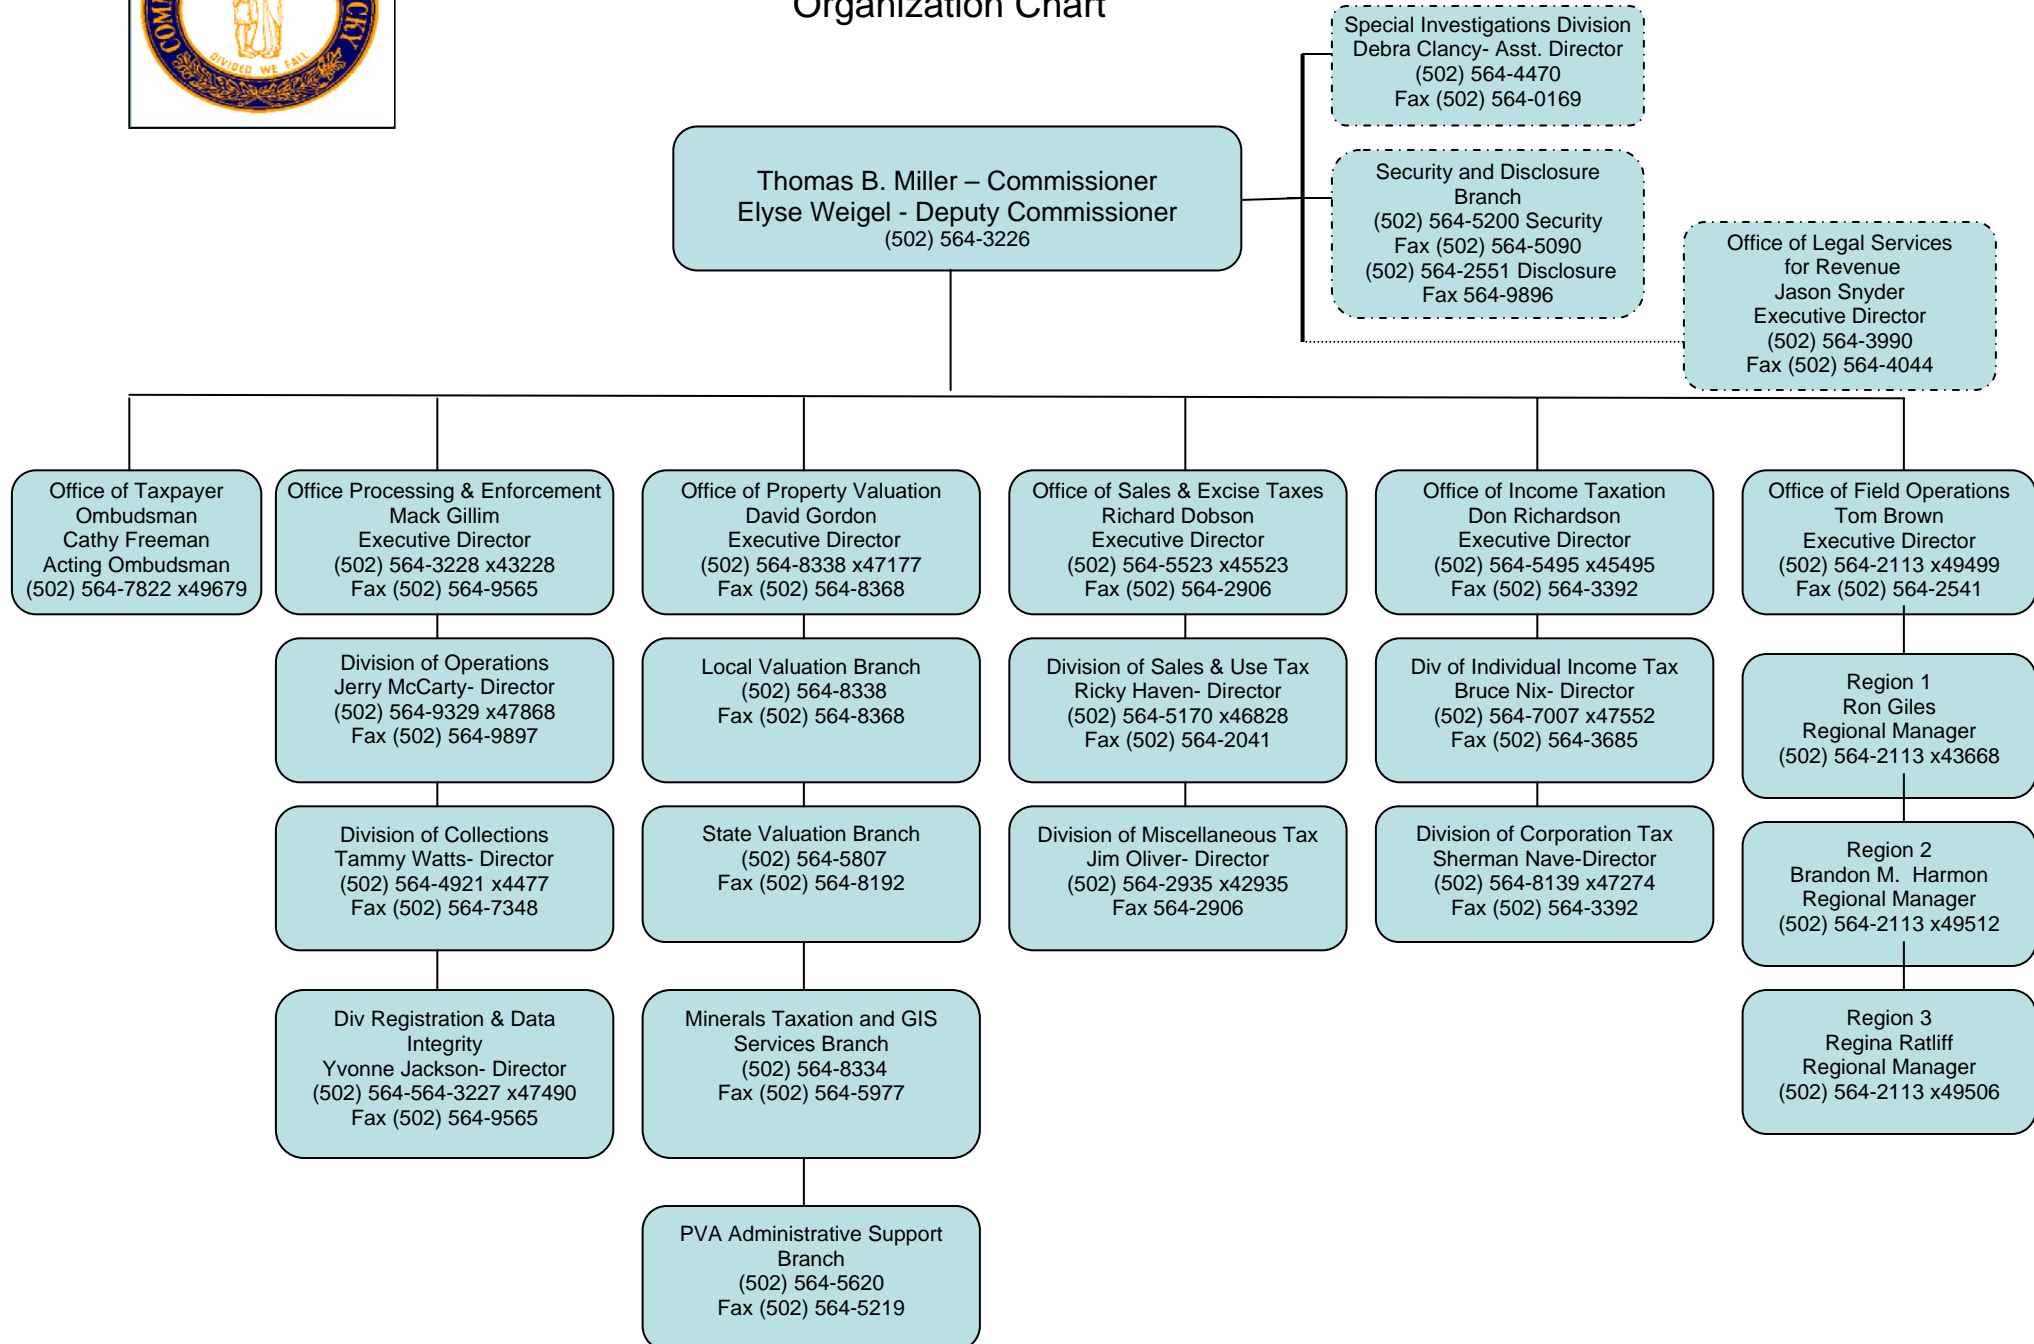 COMM
CKY
DIVIDED WE FALL
Organization Chart
Special Investigations Division
Debra Clancy- Asst. Director
(502) 564-4470
Fax (502) 564-0169
Thomas B. Miller – Commissioner
Elyse Weigel - Deputy Commissioner
(502) 564-3226
Security and Disclosure
Branch
(502) 564-5200 Security
Fax (502) 564-5090
(502) 564-2551 Disclosure
Fax 564-9896
Office of Legal Services
for Revenue
Jason Snyder
Executive Director
(502) 564-3990
Fax (502) 564-4044
Office of Taxpayer
Ombudsman
Cathy Freeman
Acting Ombudsman
(502) 564-7822 x49679
Office Processing & Enforcement
Mack Gillim
Executive Director
(502) 564-3228 x43228
Fax (502) 564-9565
Office of Property Valuation
David Gordon
Executive Director
(502) 564-8338 x47177
Fax (502) 564-8368
Office of Sales & Excise Taxes
Richard Dobson
Executive Director
(502) 564-5523 x45523
Fax (502) 564-2906
Office of Income Taxation
Don Richardson
Executive Director
(502) 564-5495 x45495
Fax (502) 564-3392
Office of Field Operations
Tom Brown
Executive Director
(502) 564-2113 x49499
Fax (502) 564-2541
Division of Operations
Jerry McCarty- Director
(502) 564-9329 x47868
Fax (502) 564-9897
Local Valuation Branch
(502) 564-8338
Fax (502) 564-8368
Division of Sales & Use Tax
Ricky Haven- Director
(502) 564-5170 x46828
Fax (502) 564-2041
Div of Individual Income Tax
Bruce Nix- Director
(502) 564-7007 x47552
Fax (502) 564-3685
Region 1
Ron Giles
Regional Manager
(502) 564-2113 x43668
Division of Collections
Tammy Watts- Director
(502) 564-4921 x4477
Fax (502) 564-7348
State Valuation Branch
(502) 564-5807
Fax (502) 564-8192
Division of Miscellaneous Tax
Jim Oliver- Director
(502) 564-2935 x42935
Fax 564-2906
Division of Corporation Tax
Sherman Nave-Director
(502) 564-8139 x47274
Fax (502) 564-3392
Region 2
Brandon M.  Harmon
Regional Manager
(502) 564-2113 x49512
Div Registration & Data
Integrity
Yvonne Jackson- Director
(502) 564-564-3227 x47490
Fax (502) 564-9565
Minerals Taxation and GIS
Services Branch
(502) 564-8334
Fax (502) 564-5977
Region 3
Regina Ratliff
Regional Manager
(502) 564-2113 x49506
PVA Administrative Support
Branch
(502) 564-5620
Fax (502) 564-5219